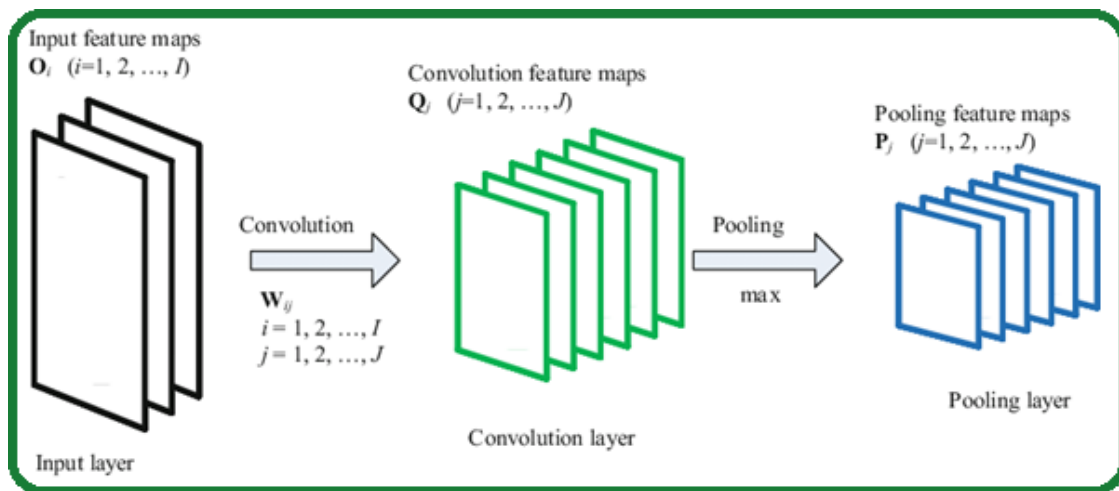 Input feature maps
O_i (i=1, 2, …, I)
Convolution feature maps
Q_j (j=1, 2, …, J)
Pooling feature maps
P_j (j=1, 2, …, J)
Convolution
W_ij
i = 1, 2, …, I
j = 1, 2, …, J
Pooling
max
Input layer
Convolution layer
Pooling layer